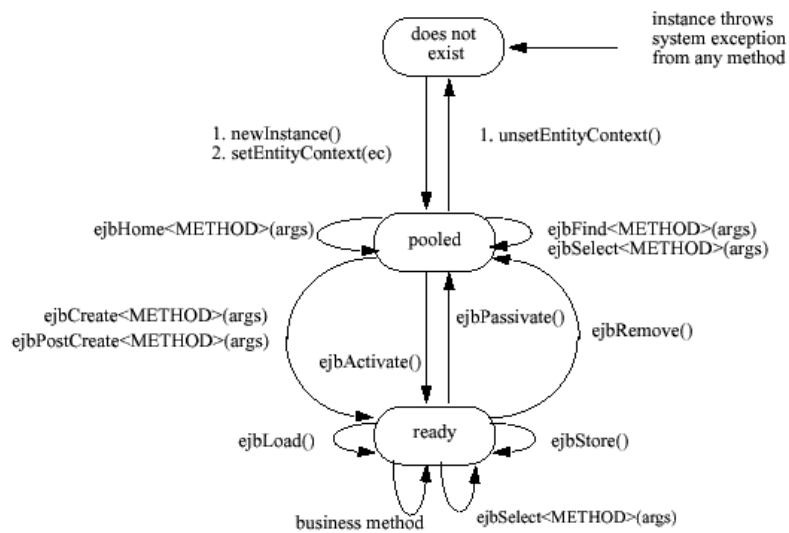 does not
exist
instance throws
system exception
from any method
1. newInstance()
2. setEntityContext(ec)
1. unsetEntityContext()
ejbHome<METHOD>(args)
pooled
ejbFind<METHOD>(args)
ejbSelect<METHOD>(args)
ejbCreate<METHOD>(args)
ejbPostCreate<METHOD>(args)
ejbActivate()
ejbPassivate()
ejbRemove()
ready
ejbLoad()
ejbStore()
business method
ejbSelect<METHOD>(args)